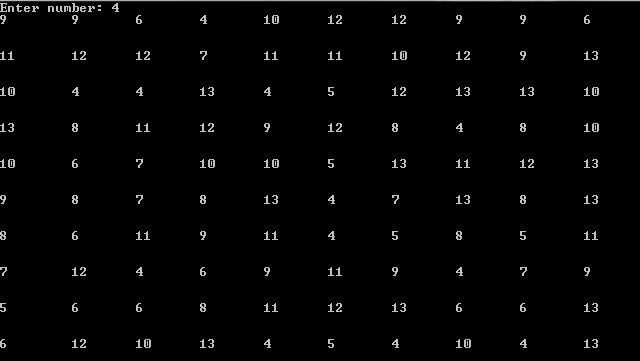 Enter number: 4
9 9 6 4 10 12 12 9 9 6
11 12 12 7 11 11 10 12 9 13
10 4 4 13 4 5 12 13 13 10
13 8 11 12 9 12 8 4 8 10
10 6 7 10 10 5 13 11 12 13
9 8 7 8 13 4 7 13 8 13
8 6 11 9 11 4 5 8 5 11
7 12 4 6 9 11 9 4 7 9
5 6 6 8 11 12 13 6 6 13
6 12 10 13 4 5 4 10 4 13